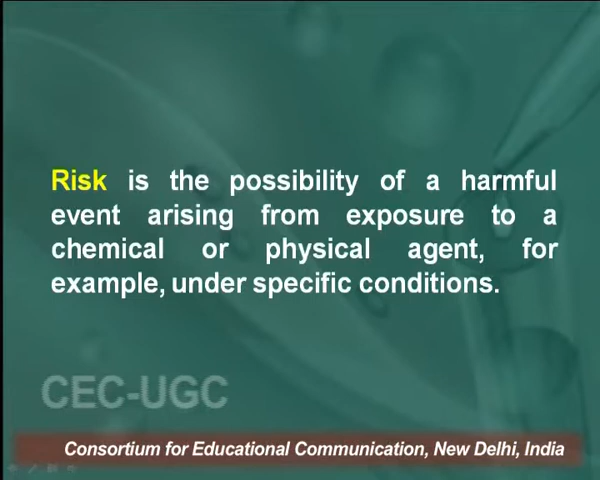 Risk is the possibility of a harmful
event arising from exposure to a
chemical or physical agent, for
example, under specific conditions.
CEC-UGC
Consortium for Educational Communication, New Delhi, India